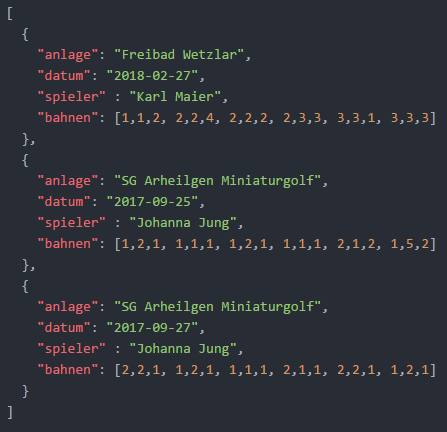 [
  {
    "anlage": "Freibad Wetzlar",
    "datum": "2018-02-27",
    "spieler" : "Karl Maier",
    "bahnen": [1,1,2, 2,2,4, 2,2,2, 2,3,3, 3,3,1, 3,3,3]
  },
  {
    "anlage": "SG Arheilgen Miniaturgolf",
    "datum": "2017-09-25",
    "spieler" : "Johanna Jung",
    "bahnen": [1,2,1, 1,1,1, 1,2,1, 1,1,1, 2,1,2, 1,5,2]
  },
  {
    "anlage": "SG Arheilgen Miniaturgolf",
    "datum": "2017-09-27",
    "spieler" : "Johanna Jung",
    "bahnen": [2,2,1, 1,2,1, 1,1,1, 2,1,1, 2,2,1, 1,2,1]
  }
]